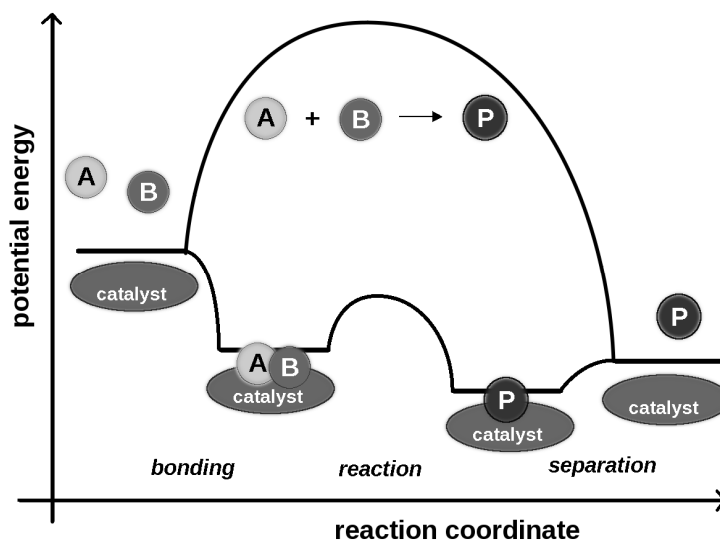 A + B → P
A
B
catalyst
A B
catalyst
P
catalyst
P
catalyst
bonding
reaction
separation
potential energy
reaction coordinate